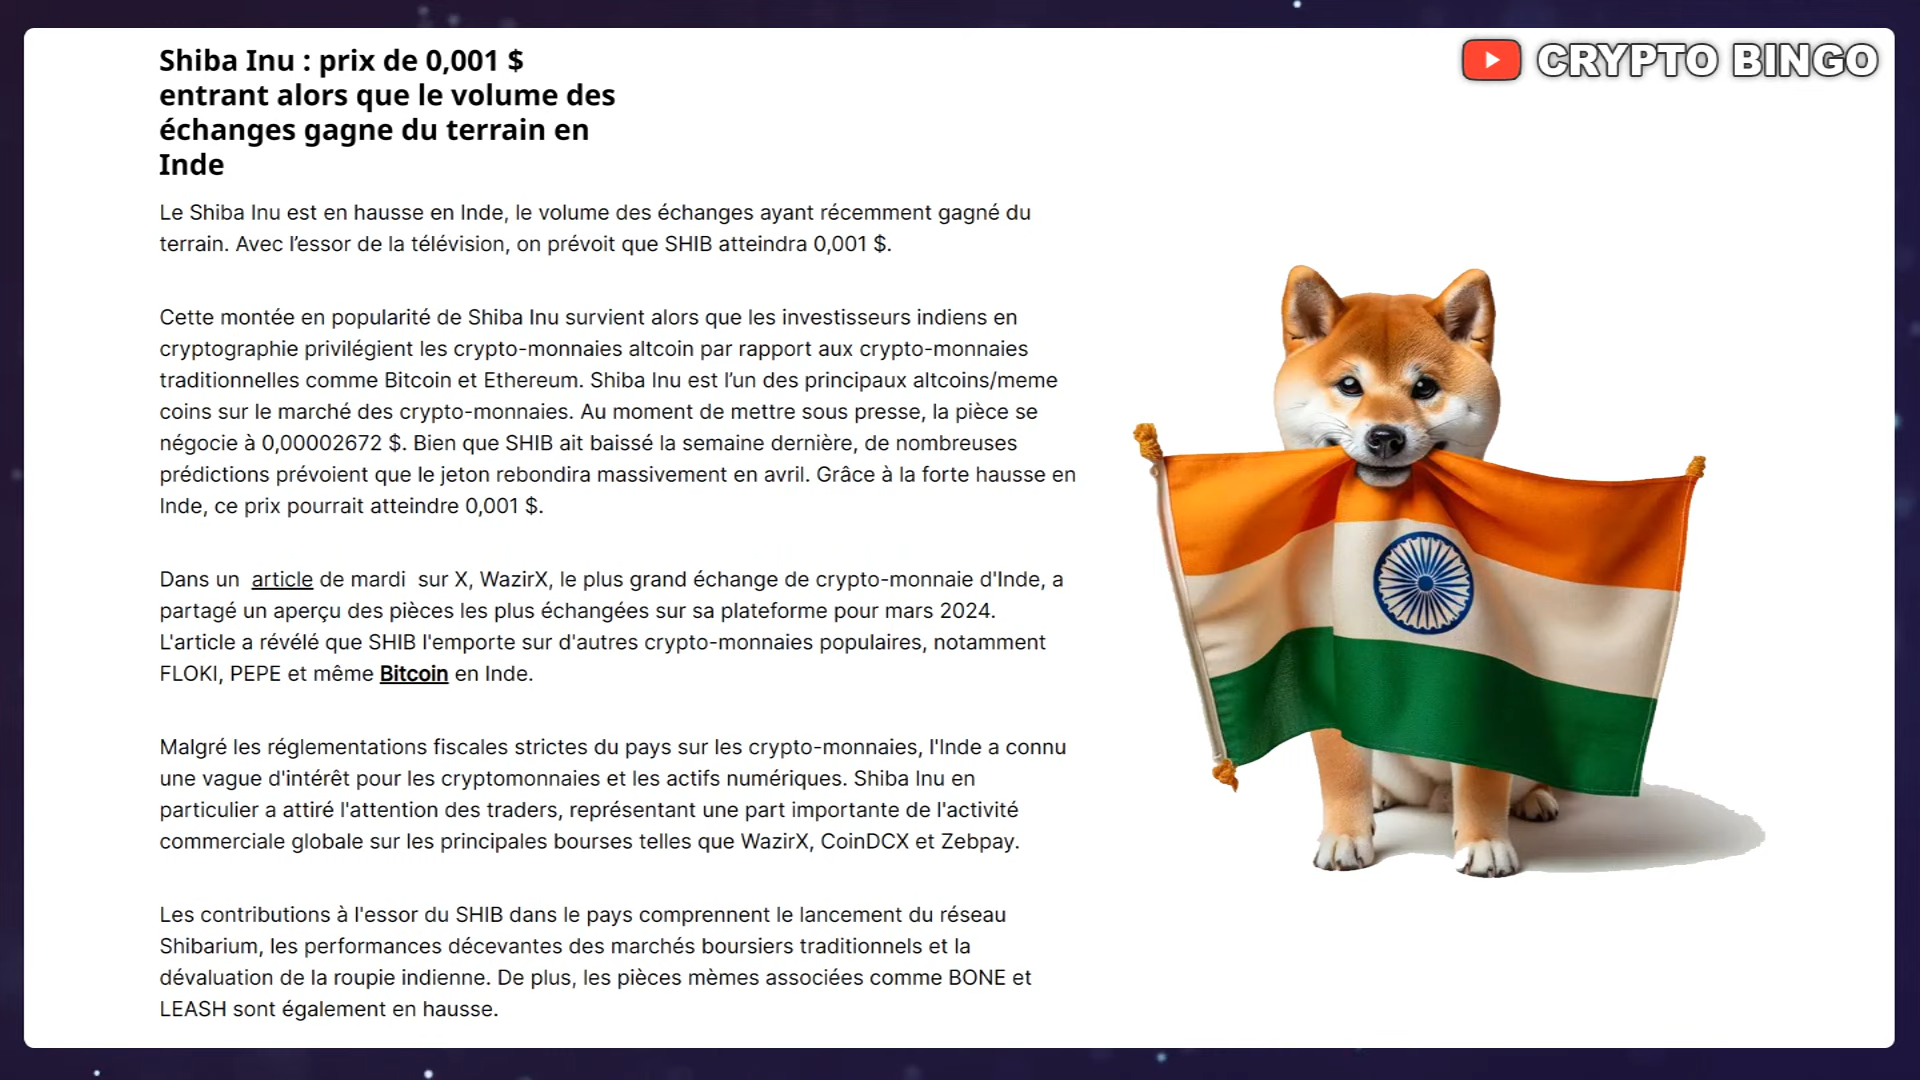 Shiba Inu : prix de 0,001 $
entrant alors que le volume des
échanges gagne du terrain en
Inde
CRYPTO BINGO
Le Shiba Inu est en hausse en Inde, le volume des échanges ayant récemment gagné du
terrain. Avec l’essor de la télévision, on prévoit que SHIB atteindra 0,001 $.
Cette montée en popularité de Shiba Inu survient alors que les investisseurs indiens en
cryptographie privilégient les crypto-monnaies altcoin par rapport aux crypto-monnaies
traditionnelles comme Bitcoin et Ethereum. Shiba Inu est l’un des principaux altcoins/meme
coins sur le marché des crypto-monnaies. Au moment de mettre sous presse, la pièce se
négocie à 0,00002672 $. Bien que SHIB ait baissé la semaine dernière, de nombreuses
prédictions prévoient que le jeton rebondira massivement en avril. Grâce à la forte hausse en
Inde, ce prix pourrait atteindre 0,001 $.
Dans un article de mardi sur X, WazirX, le plus grand échange de crypto-monnaie d'Inde, a
partagé un aperçu des pièces les plus échangées sur sa plateforme pour mars 2024.
L'article a révélé que SHIB l'emporte sur d'autres crypto-monnaies populaires, notamment
FLOKI, PEPE et même Bitcoin en Inde.
Malgré les réglementations fiscales strictes du pays sur les crypto-monnaies, l'Inde a connu
une vague d'intérêt pour les cryptomonnaies et les actifs numériques. Shiba Inu en
particulier a attiré l'attention des traders, représentant une part importante de l'activité
commerciale globale sur les principales bourses telles que WazirX, CoinDCX et Zebpay.
Les contributions à l'essor du SHIB dans le pays comprennent le lancement du réseau
Shibarium, les performances décevantes des marchés boursiers traditionnels et la
dévaluation de la roupie indienne. De plus, les pièces mèmes associées comme BONE et
LEASH sont également en hausse.